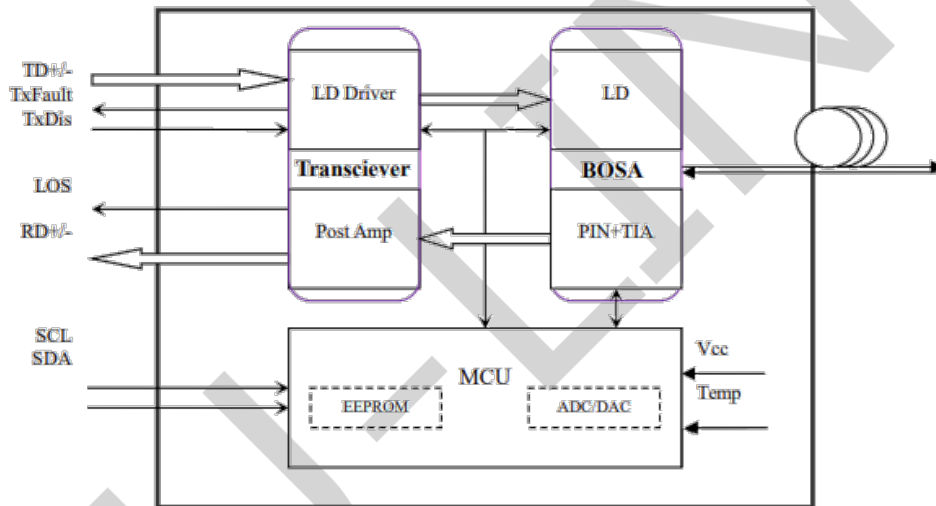 TD+/-
TxFault
TxDis
LOS
RD+/-
SCL
SDA
LD Driver
Transciever
Post Amp
LD
BOSA
PIN+TIA
MCU
EEPROM
ADC/DAC
Vcc
Temp